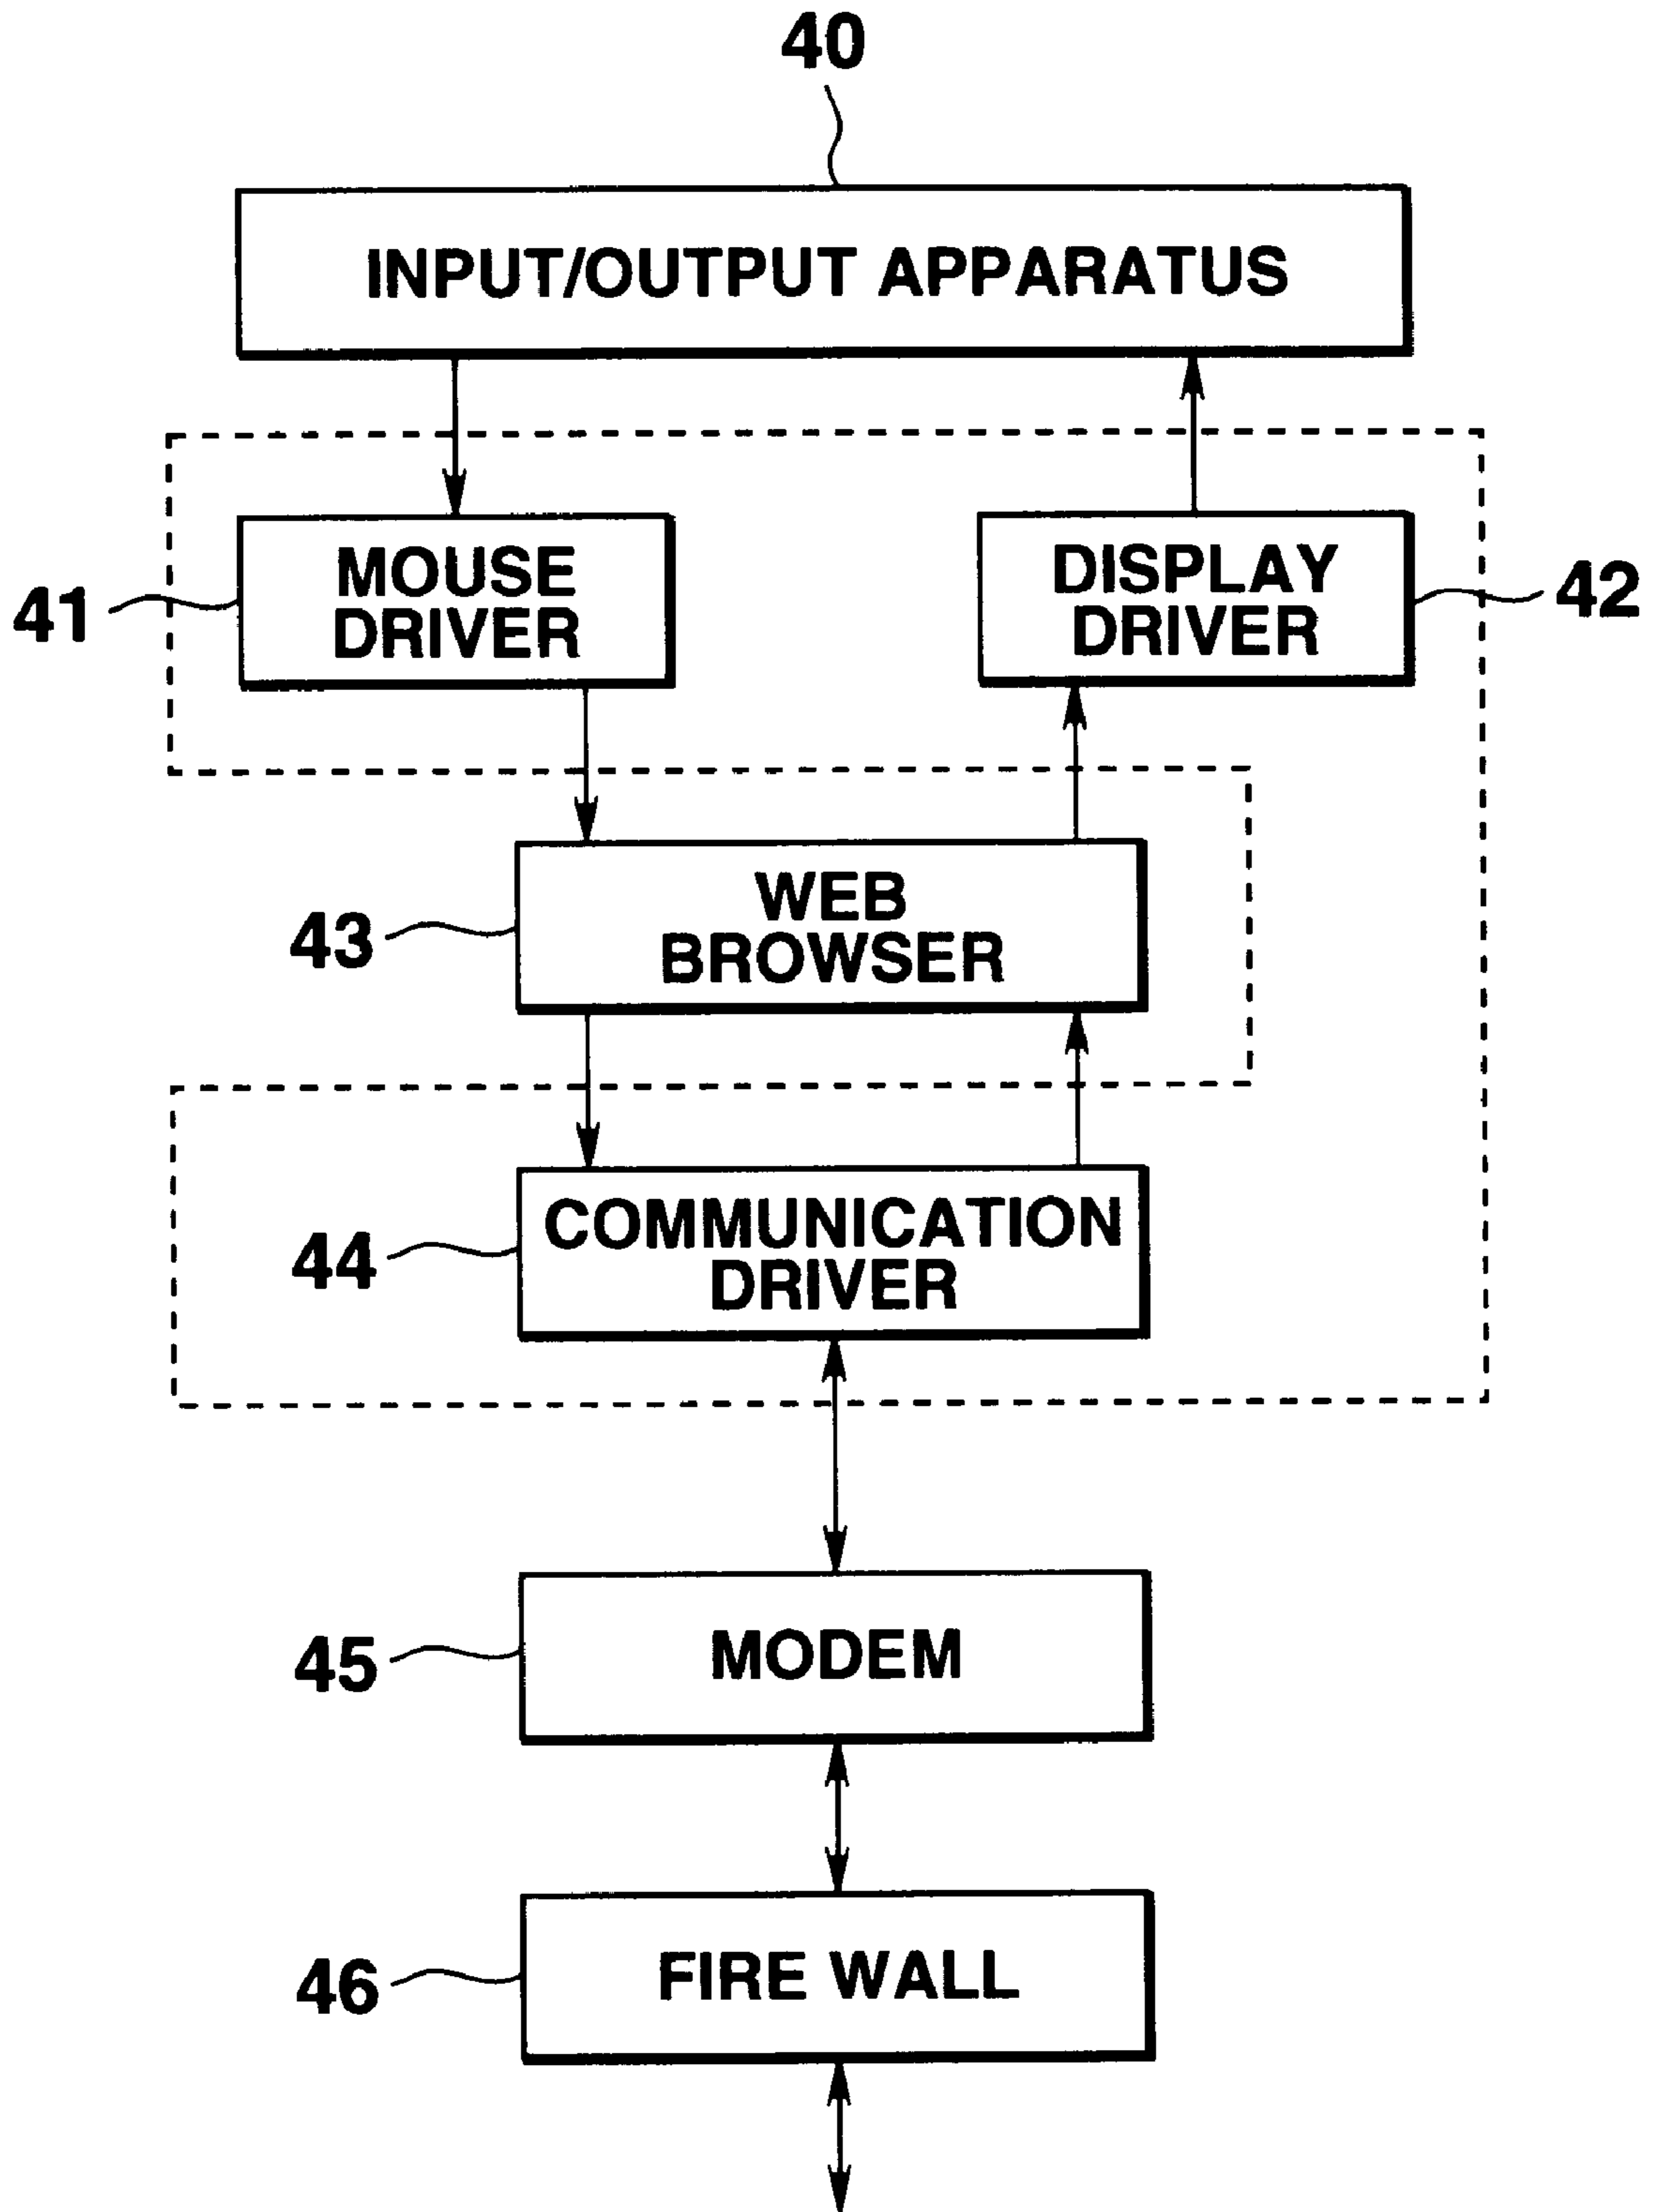 40
INPUT/OUTPUT APPARATUS
41
MOUSE
DRIVER
DISPLAY
DRIVER
42
43
WEB
BROWSER
44
COMMUNICATION
DRIVER
45
MODEM
46
FIRE WALL